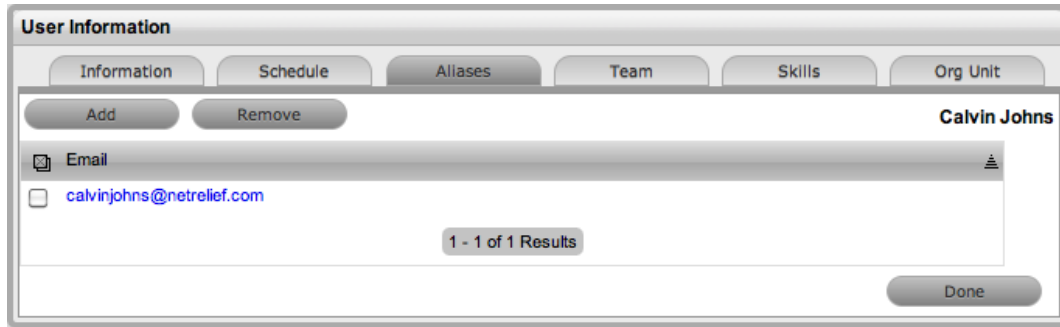 User Information
Information Schedule Aliases Team Skills Org Unit
Add Remove Calvin Johns
Email
calvinjohns@netrelief.com
1 - 1 of 1 Results
Done